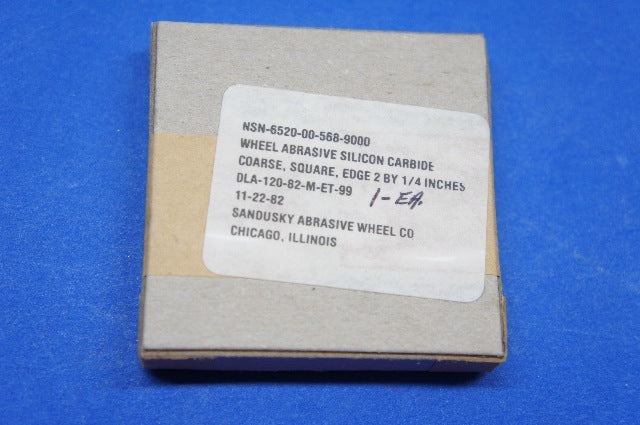 NSN-6520-00-568-9000
WHEEL ABRASIVE SILICON CARBIDE
COARSE, SQUARE, EDGE 2 BY 1/4 INCHES
DLA-120-82-M-ET-99 1-EA.
11-22-82
SANDUSKY ABRASIVE WHEEL CO
CHICAGO, ILLINOIS